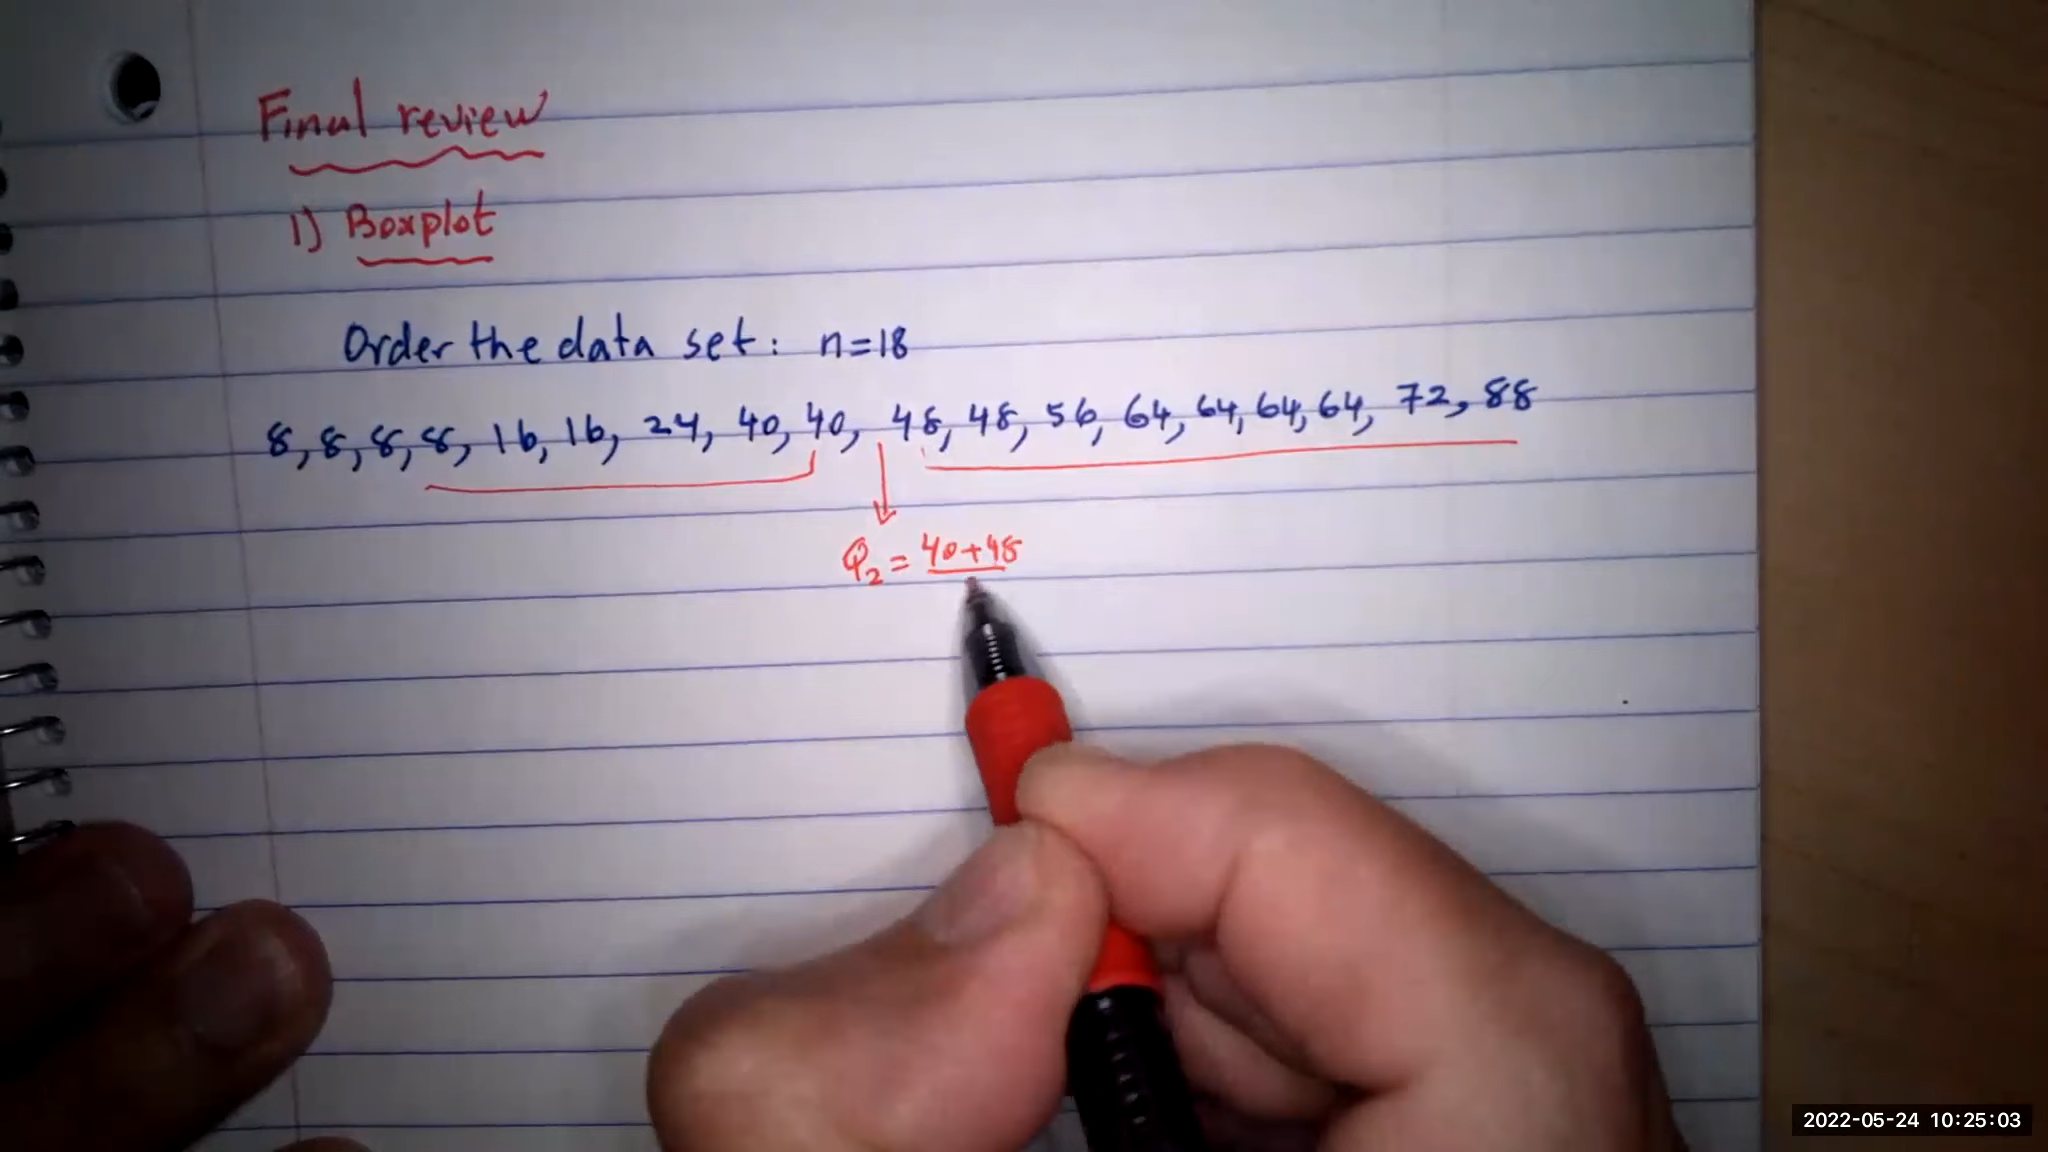 Final review
1) Boxplot
Order the data set: n=18
8, 8, 8, 8, 16, 16, 24, 40, 40, 48, 48, 56, 64, 64, 64, 64, 72, 88
Q₂ = 40+48
2022-05-24 10:25:03